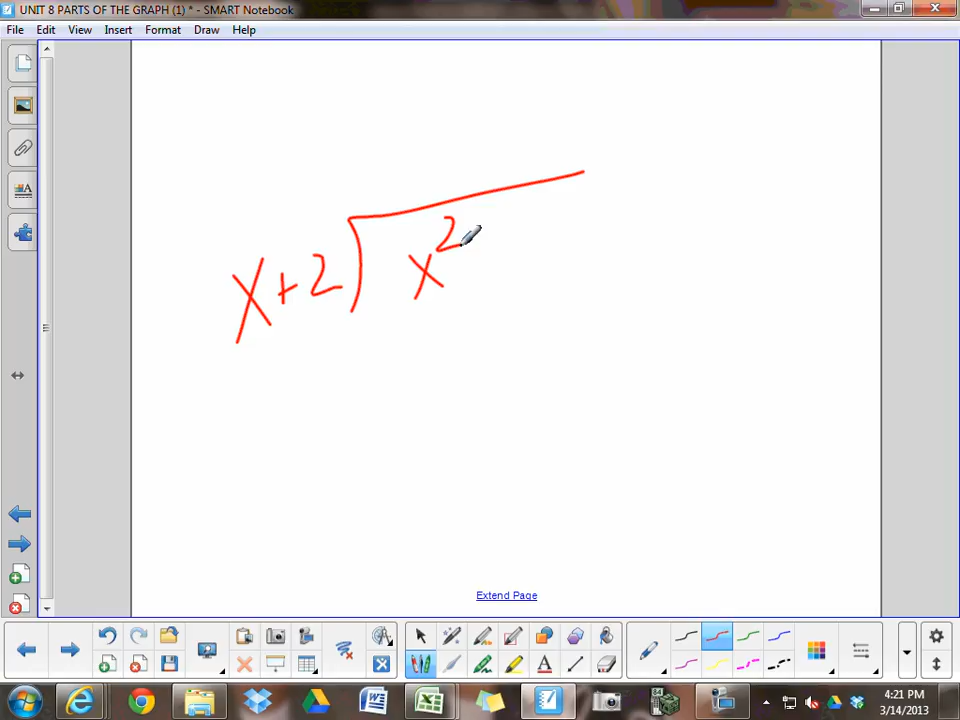 UNIT 8 PARTS OF THE GRAPH (1) * - SMART Notebook
File Edit View Insert Format Draw Help
x+2) x²
Extend Page
4:21 PM
3/14/2013